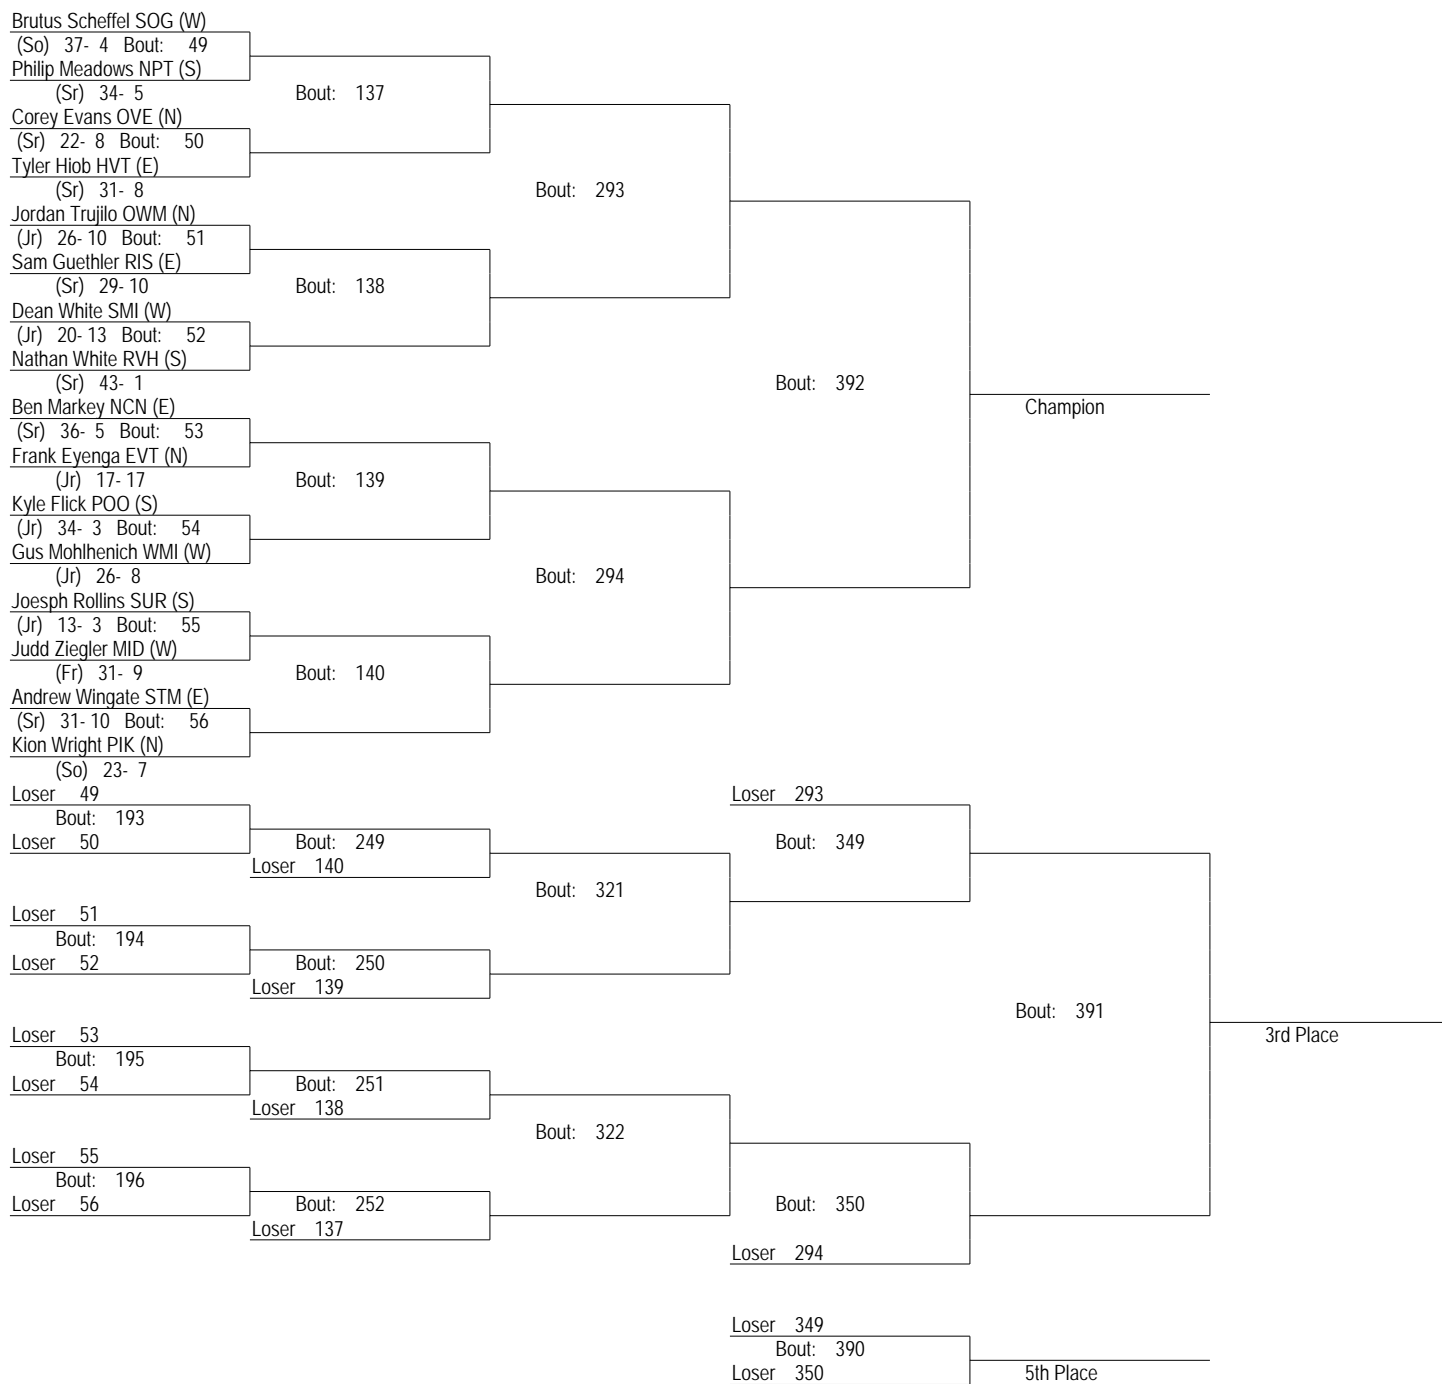 Brutus Scheffel SOG (W)
(So) 37- 4 Bout: 49
Philip Meadows NPT (S)
(Sr) 34- 5 Bout: 137
Corey Evans OVE (N)
(Sr) 22- 8 Bout: 50
Tyler Hiob HVT (E)
(Sr) 31- 8 Bout: 293
Jordan Trujilo OWM (N)
(Jr) 26- 10 Bout: 51
Sam Guethler RIS (E)
(Sr) 29- 10 Bout: 138
Dean White SMI (W)
(Jr) 20- 13 Bout: 52
Nathan White RVH (S)
(Sr) 43- 1 Bout: 392
Ben Markey NCN (E) Champion
(Sr) 36- 5 Bout: 53
Frank Eyenga EVT (N)
(Jr) 17- 17 Bout: 139
Kyle Flick POO (S)
(Jr) 34- 3 Bout: 54
Gus Mohlhenich WMI (W)
(Jr) 26- 8 Bout: 294
Joesph Rollins SUR (S)
(Jr) 13- 3 Bout: 55
Judd Ziegler MID (W)
(Fr) 31- 9 Bout: 140
Andrew Wingate STM (E)
(Sr) 31- 10 Bout: 56
Kion Wright PIK (N)
(So) 23- 7
Loser 49 Loser 293
Bout: 193
Loser 50 Bout: 249 Bout: 349
Loser 140
Bout: 321
Loser 51
Bout: 194
Loser 52 Bout: 250
Loser 139
Bout: 391
Loser 53 3rd Place
Bout: 195
Loser 54 Bout: 251
Loser 138
Bout: 322
Loser 55
Bout: 196
Loser 56 Bout: 252 Bout: 350
Loser 137
Loser 294
Loser 349
Bout: 390
Loser 350 5th Place